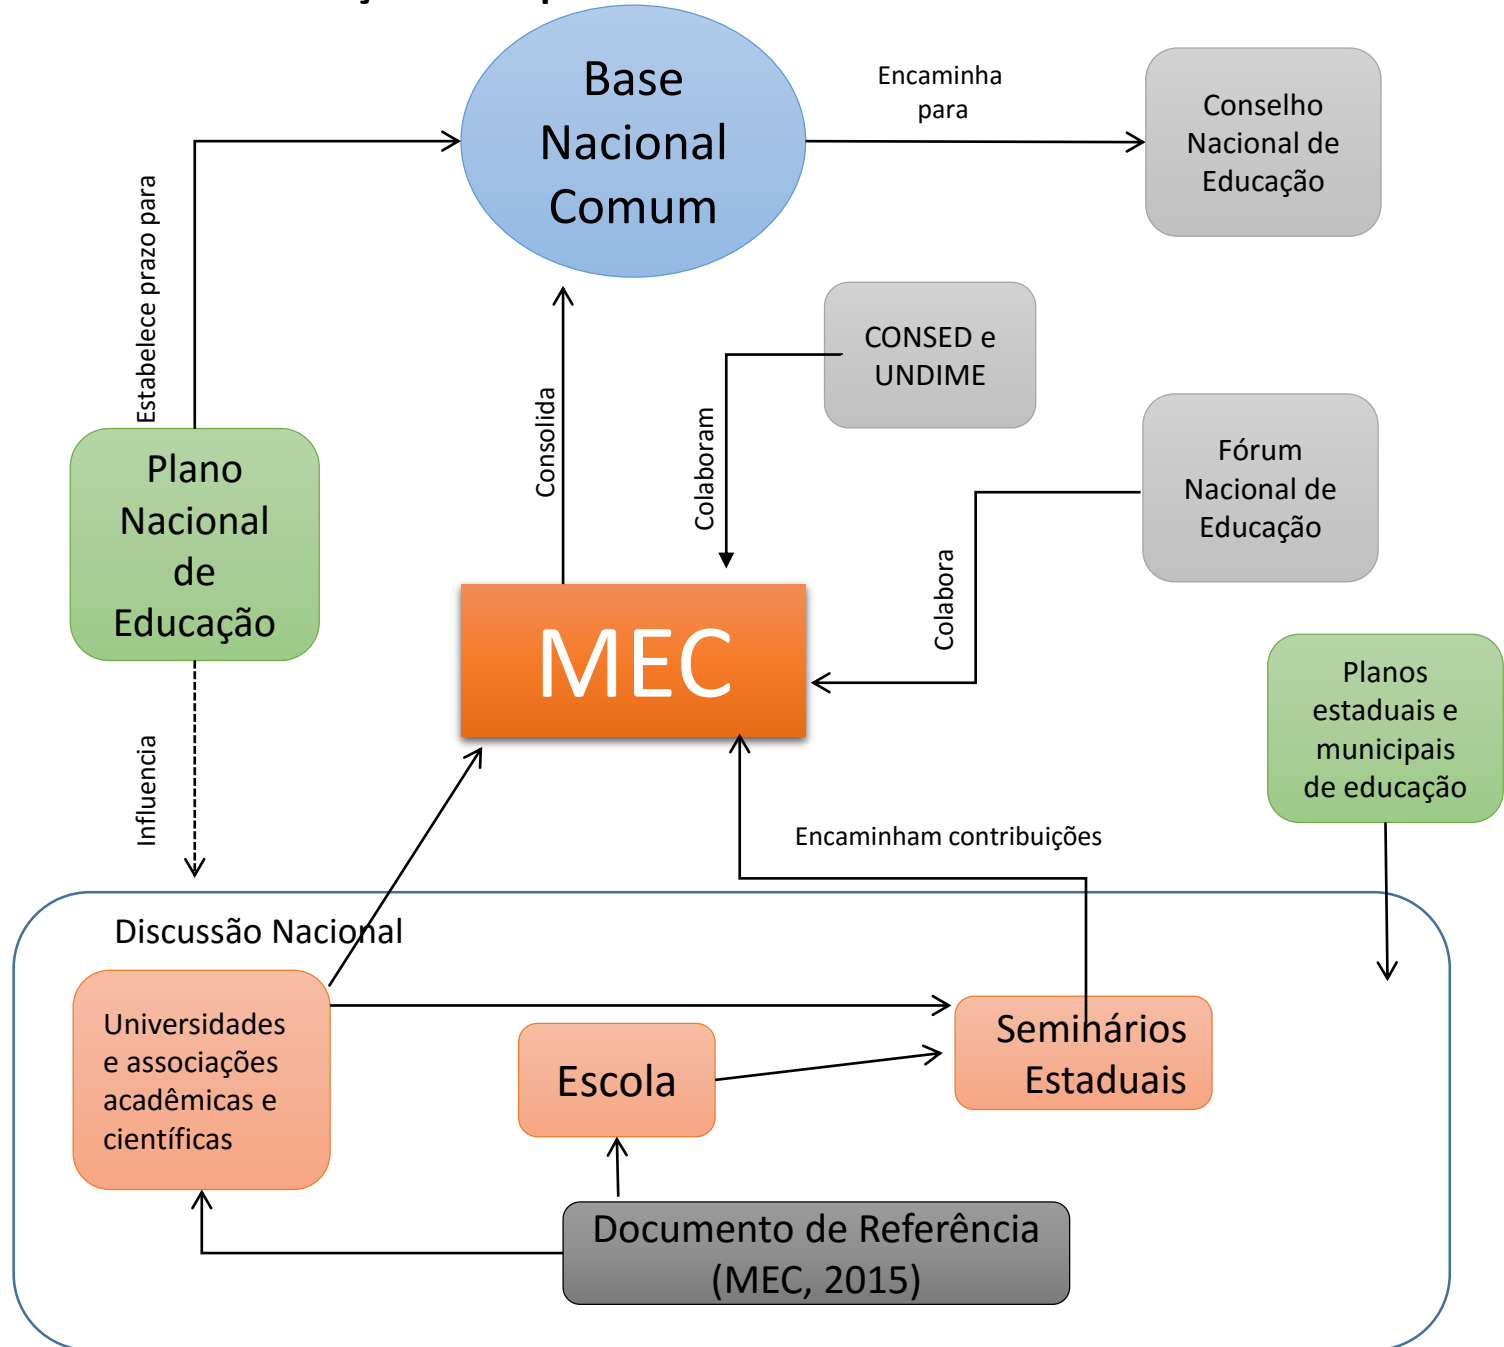 Base
Nacional
Comum
Encaminha
para
Conselho
Nacional de
Educação
Estabelece prazo para
CONSED e
UNDIME
Consolida
Colaboram
Fórum
Nacional de
Educação
Plano
Nacional
de
Educação
Colabora
MEC
Planos
estaduais e
municipais
de educação
Influencia
Encaminham contribuições
Discussão Nacional
Universidades
e associações
acadêmicas e
científicas
Escola
Seminários
Estaduais
Documento de Referência
(MEC, 2015)